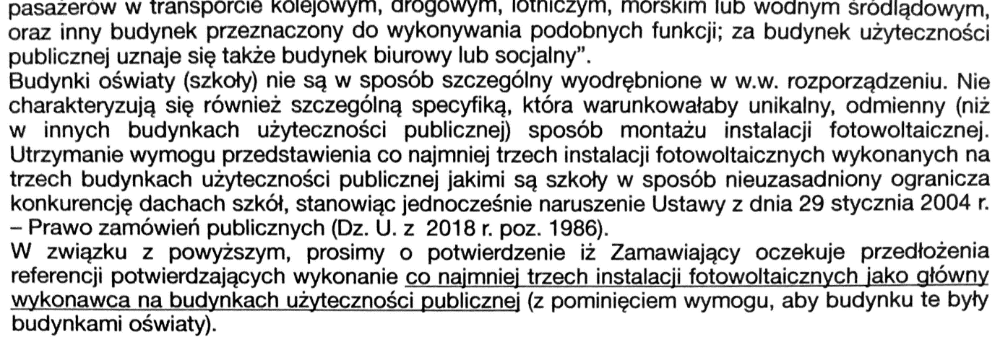 pasażerów w transporcie kolejowym, drogowym, lotniczym, morskim lub wodnym śródlądowym,
oraz inny budynek przeznaczony do wykonywania podobnych funkcji; za budynek użyteczności
publicznej uznaje się także budynek biurowy lub socjalny”.
Budynki oświaty (szkoły) nie są w sposób szczególny wyodrębnione w w.w. rozporządzeniu. Nie
charakteryzują się również szczególną specyfiką, która warunkowałaby unikalny, odmienny (niż
w innych budynkach użyteczności publicznej) sposób montażu instalacji fotowoltaicznej.
Utrzymanie wymogu przedstawienia co najmniej trzech instalacji fotowoltaicznych wykonanych na
trzech budynkach użyteczności publicznej jakimi są szkoły w sposób nieuzasadniony ogranicza
konkurencję dachach szkół, stanowiąc jednocześnie naruszenie Ustawy z dnia 29 stycznia 2004 r.
– Prawo zamówień publicznych (Dz. U. z 2018 r. poz. 1986).
W związku z powyższym, prosimy o potwierdzenie iż Zamawiający oczekuje przedłożenia
referencji potwierdzających wykonanie co najmniej trzech instalacji fotowoltaicznych jako główny
wykonawca na budynkach użyteczności publicznej (z pominięciem wymogu, aby budynku te były
budynkami oświaty).